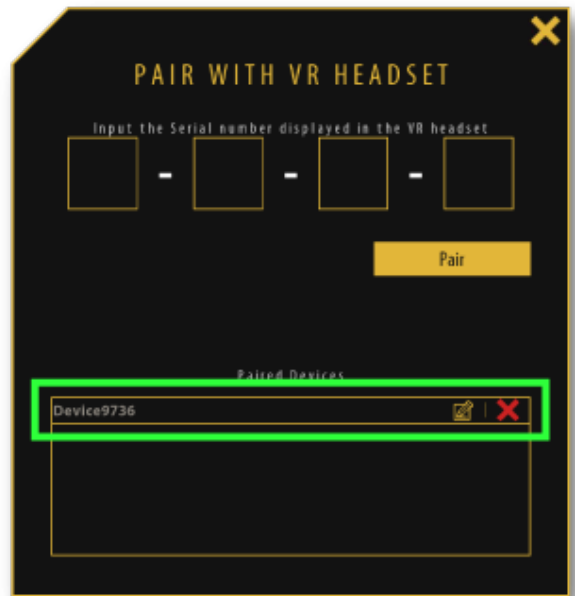 PAIR WITH VR HEADSET
Input the Serial number displayed in the VR headset
- - -
Pair
Paired Devices
Device9736